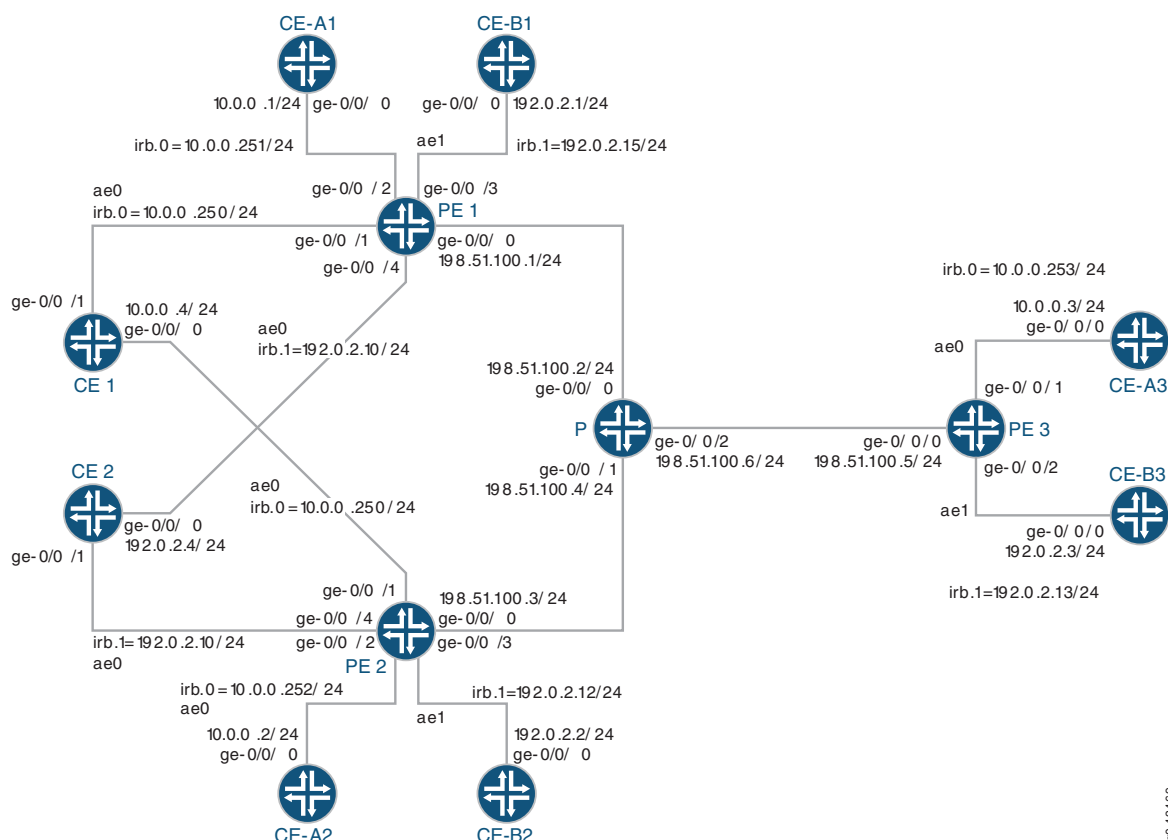 CE-A1
CE-B1
10.0.0 .1/24 ge-0/0/ 0
ge-0/0/ 0 192.0.2.1/24
irb.0=10.0.0 .251/24
ae1
irb.1=192.0.2.15/24
ae0
irb.0=10.0.0 .250/24
ge-0/0 /2
ge-0/0 /3
PE 1
ge-0/0 /1
ge-0/0/ 0
198.51.100 .1/24
ge-0/0 /4
ge-0/0 /1
10.0.0 .4/24
ge-0/0/ 0
CE 1
ae0
irb.1=192.0.2.10/24
198.51.100 .2/24
ge-0/0/ 0
P
ge-0/ 0/2
198.51.100 .6/24
ge-0/0 /1
198.51.100 .4/24
irb.0=10.0.0.253/24
10.0.0.3/24
ge-0/ 0/0
ae0
CE-A3
ge-0/ 0/1
ge-0/ 0/0
198.51.100 .5/24
PE 3
ge-0/ 0/2
CE-B3
ae1
ge-0/ 0/0
192.0.2.3/24
irb.1=192.0.2.13/24
CE 2
ge-0/0/ 0
192.0.2.4/24
ge-0/0 /1
ae0
irb.0=10.0.0 .250/24
ge-0/0 /1
198.51.100 .3/24
ge-0/0 /4
ge-0/0/ 0
irb.1=192.0.2.10/24
ae0
ge-0/0 /2
ge-0/0 /3
PE 2
irb.0=10.0.0 .252/24
ae0
irb.1=192.0.2.12/24
ae1
10.0.0 .2/24
ge-0/0/ 0
192.0.2.2/24
ge-0/0/ 0
CE-A2
CE-B2